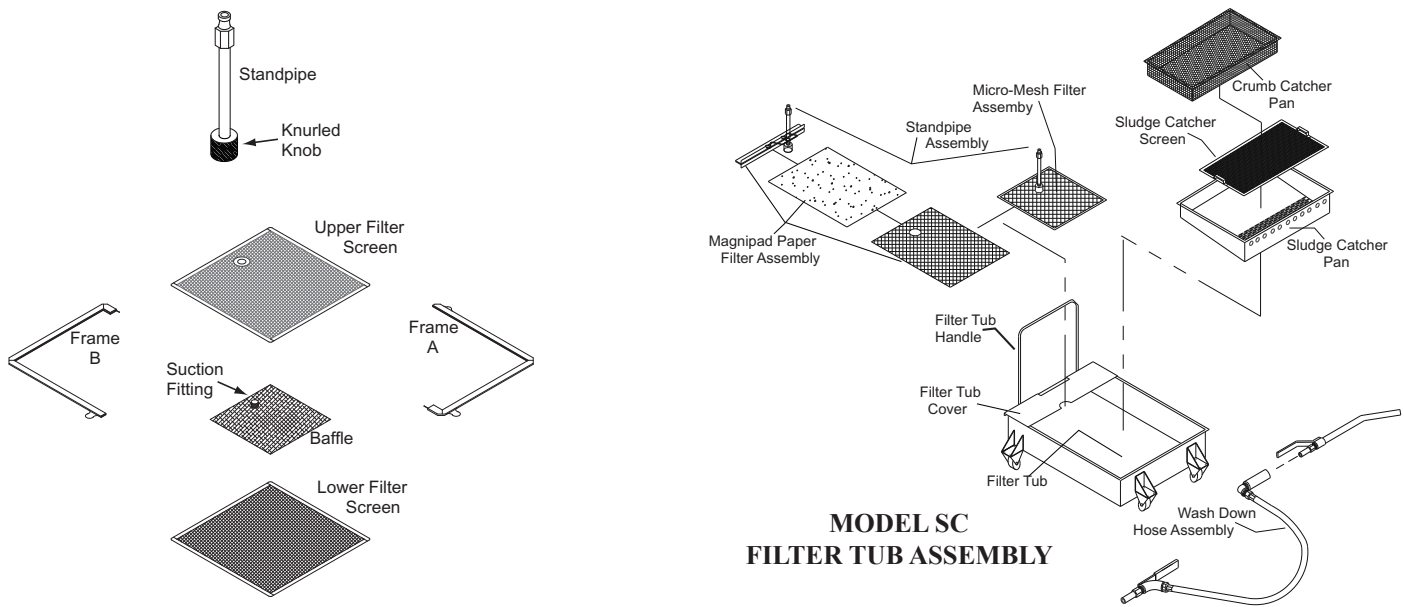 Standpipe
Knurled
Knob
Upper Filter
Screen
Frame
B
Frame
A
Suction
Fitting
Baffle
Lower Filter
Screen
Crumb Catcher
Pan
Micro-Mesh Filter
Assemby
Sludge Catcher
Screen
Standpipe
Assembly
Magnipad Paper
Filter Assembly
Sludge Catcher
Pan
Filter Tub
Handle
Filter Tub
Cover
Filter Tub
Wash Down
Hose Assembly
MODEL SC
FILTER TUB ASSEMBLY